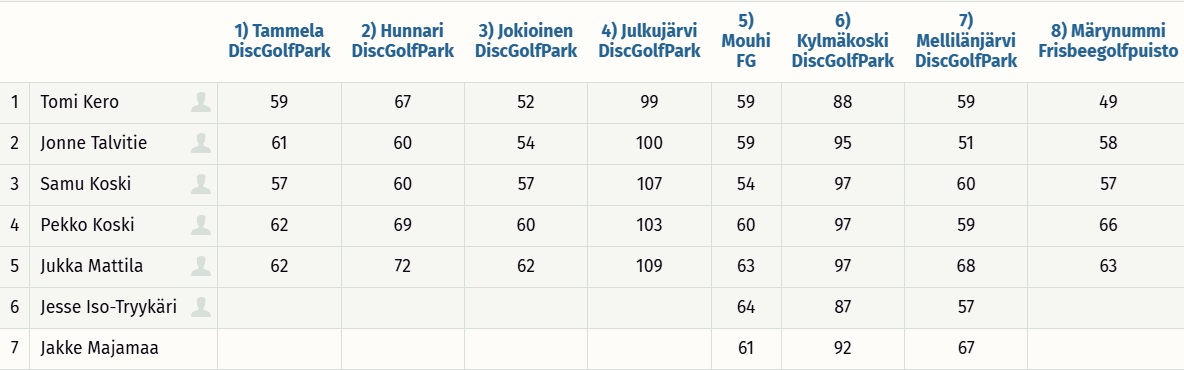 1) Tammela DiscGolfPark 2) Hunnari DiscGolfPark 3) Jokioinen DiscGolfPark 4) Julkujärvi DiscGolfPark 5) Mouhi FG 6) Kylmäkoski DiscGolfPark 7) Mellilänjärvi DiscGolfPark 8) Märynummi Frisbeegolfpuisto
1 Tomi Kero 59 67 52 99 59 88 59 49
2 Jonne Talvitie 61 60 54 100 59 95 51 58
3 Samu Koski 57 60 57 107 54 97 60 57
4 Pekko Koski 62 69 60 103 60 97 59 66
5 Jukka Mattila 62 72 62 109 63 97 68 63
6 Jesse Iso-Tryykäri 64 87 57
7 Jakke Majamaa 61 92 67